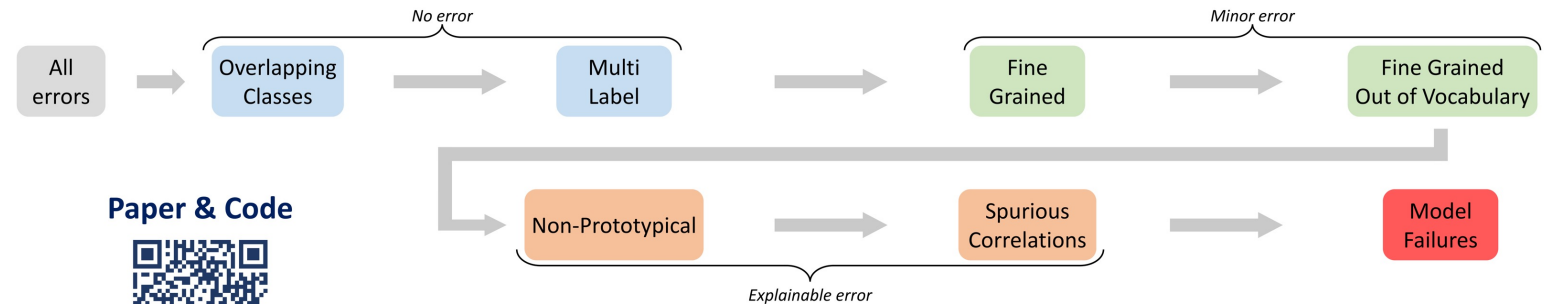 No error
Minor error
All
errors
Overlapping
Classes
Multi
Label
Fine
Grained
Fine Grained
Out of Vocabulary
Paper & Code
Non-Prototypical
Spurious
Correlations
Model
Failures
Explainable error